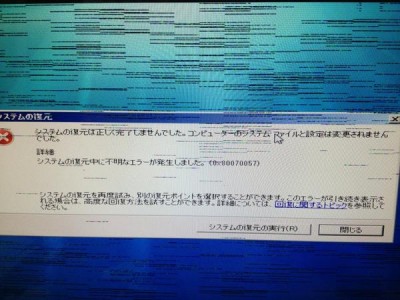 システムの復元
システムの復元は正しく完了しませんでした。コンピューターのシステム ファイルと設定は変更されません
でした。
詳細
システムの復元中に不明なエラーが発生しました。(0x80070057)
システムの復元を再度試み、別の復元ポイントを選択することができます。このエラーが引き続き表示さ
れる場合は、高度な回復方法を試すことができます。詳細については、回復に関するトピックを参照して
ください。
システムの復元の実行(R)
閉じる